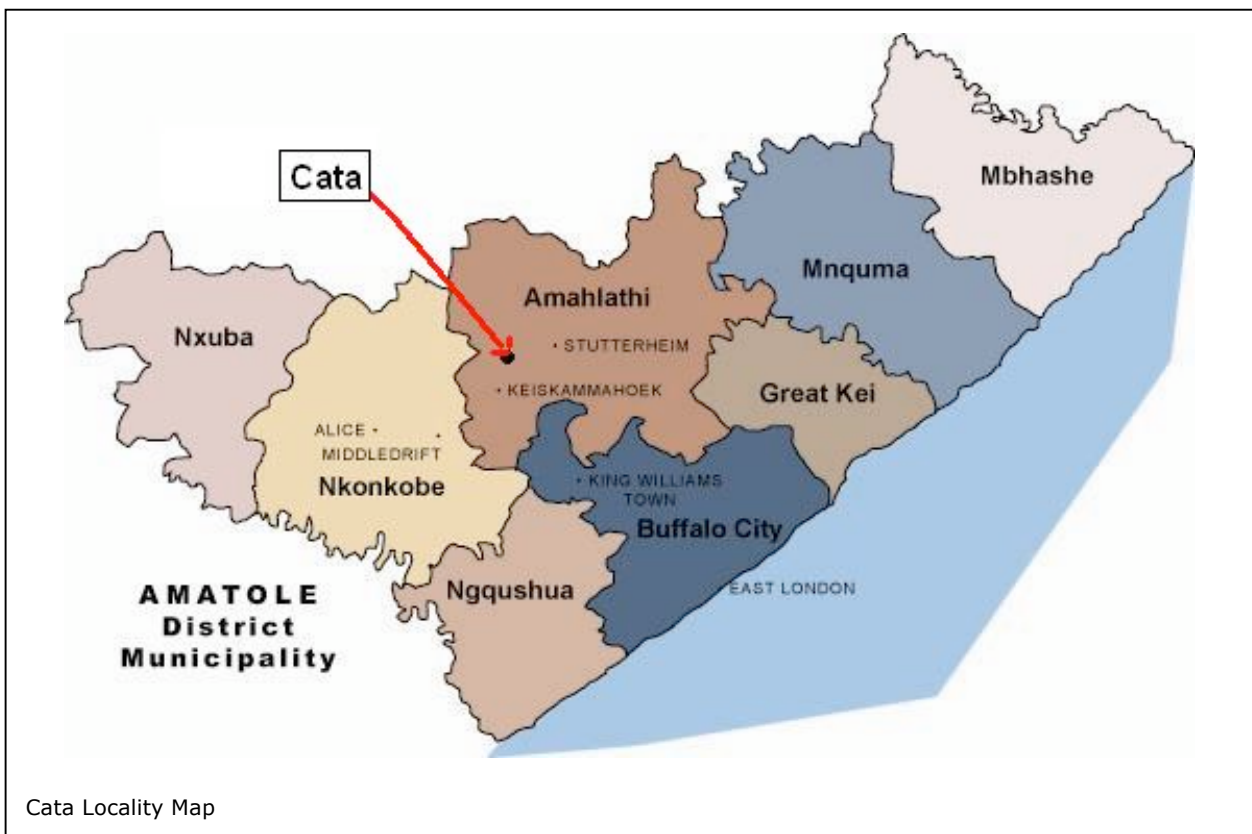 Cata
Mbhashe
Mnquma
Amahlathi
Nxuba
• STUTTERHEIM
Great Kei
• KEISKAMMAHOEK
ALICE •
MIDDLEDRIFT
Nkonkobe
• KING WILLIAMS
TOWN
Buffalo City
Ngqushua
EAST LONDON
AMATOLE
District
Municipality
Cata Locality Map